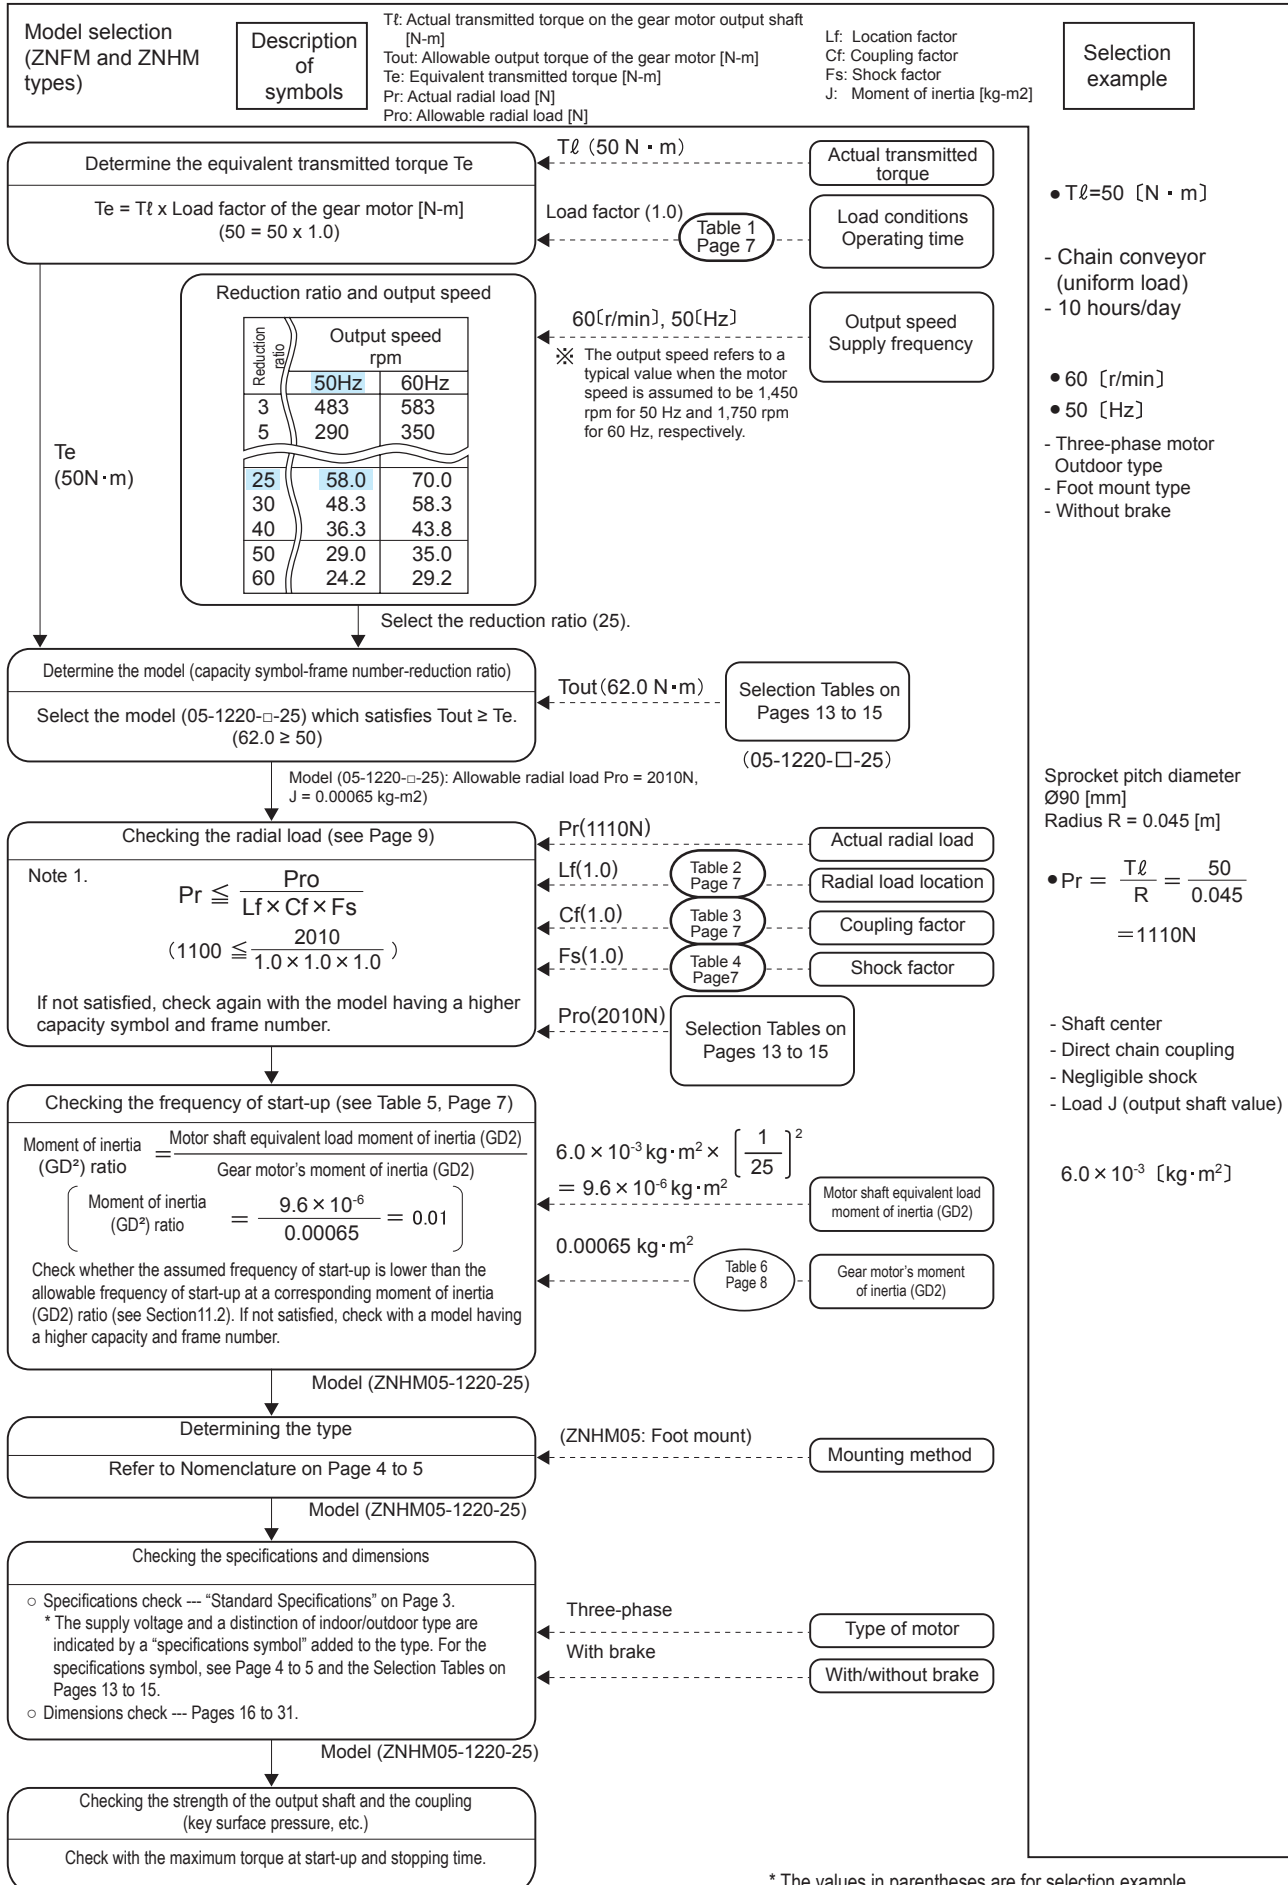 Model selection
(ZNFM and ZNHM
types)
Description
of
symbols
Tℓ: Actual transmitted torque on the gear motor output shaft
[N-m]
Tout: Allowable output torque of the gear motor [N-m]
Te: Equivalent transmitted torque [N-m]
Pr: Actual radial load [N]
Pro: Allowable radial load [N]
Lf: Location factor
Cf: Coupling factor
Fs: Shock factor
J: Moment of inertia [kg-m2]
Selection
example
Determine the equivalent transmitted torque Te
Te = Tℓ x Load factor of the gear motor [N-m]
(50 = 50 x 1.0)
Tℓ (50 N・m)
Actual transmitted
torque
Load factor (1.0)
Table 1
Page 7
Load conditions
Operating time
● Tℓ=50〔N・m〕
- Chain conveyor
(uniform load)
- 10 hours/day
Te
(50N・m)
Reduction ratio and output speed
Reduction
ratio
Output speed
rpm
50Hz 60Hz
3 483 583
5 290 350
25 58.0 70.0
30 48.3 58.3
40 36.3 43.8
50 29.0 35.0
60 24.2 29.2
60〔r/min〕, 50〔Hz〕
Output speed
Supply frequency
※ The output speed refers to a
typical value when the motor
speed is assumed to be 1,450
rpm for 50 Hz and 1,750 rpm
for 60 Hz, respectively.
● 60〔r/min〕
● 50〔Hz〕
- Three-phase motor
Outdoor type
- Foot mount type
- Without brake
Select the reduction ratio (25).
Determine the model (capacity symbol-frame number-reduction ratio)
Select the model (05-1220-□-25) which satisfies Tout ≥ Te.
(62.0 ≥ 50)
Tout(62.0 N・m)
Selection Tables on
Pages 13 to 15
(05-1220-□-25)
Model (05-1220-□-25): Allowable radial load Pro = 2010N,
J = 0.00065 kg-m2)
Checking the radial load (see Page 9)
Note 1.
Pr ≦ Pro / Lf × Cf × Fs
(1100 ≦ 2010 / 1.0 × 1.0 × 1.0)
If not satisfied, check again with the model having a higher
capacity symbol and frame number.
Pr(1110N)
Actual radial load
Lf(1.0)
Table 2
Page 7
Radial load location
Cf(1.0)
Table 3
Page 7
Coupling factor
Fs(1.0)
Table 4
Page7
Shock factor
Pro(2010N)
Selection Tables on
Pages 13 to 15
Sprocket pitch diameter
Ø90 [mm]
Radius R = 0.045 [m]
● Pr = Tℓ / R = 50 / 0.045
=1110N
- Shaft center
- Direct chain coupling
- Negligible shock
- Load J (output shaft value)
6.0 × 10⁻³〔kg・m²〕
Checking the frequency of start-up (see Table 5, Page 7)
Moment of inertia
(GD²) ratio
= Motor shaft equivalent load moment of inertia (GD2) / Gear motor's moment of inertia (GD2)
Moment of inertia
(GD²) ratio
= 9.6 × 10⁻⁶ / 0.00065 = 0.01
Check whether the assumed frequency of start-up is lower than the
allowable frequency of start-up at a corresponding moment of inertia
(GD2) ratio (see Section11.2). If not satisfied, check with a model having
a higher capacity and frame number.
6.0 × 10⁻³ kg・m² × [1 / 25]²
= 9.6 × 10⁻⁶ kg・m²
Motor shaft equivalent load
moment of inertia (GD2)
0.00065 kg・m²
Table 6
Page 8
Gear motor's moment
of inertia (GD2)
Model (ZNHM05-1220-25)
Determining the type
Refer to Nomenclature on Page 4 to 5
(ZNHM05: Foot mount)
Mounting method
Model (ZNHM05-1220-25)
Checking the specifications and dimensions
○ Specifications check --- “Standard Specifications” on Page 3.
* The supply voltage and a distinction of indoor/outdoor type are
indicated by a “specifications symbol” added to the type. For the
specifications symbol, see Page 4 to 5 and the Selection Tables on
Pages 13 to 15.
○ Dimensions check --- Pages 16 to 31.
Three-phase
Type of motor
With brake
With/without brake
Model (ZNHM05-1220-25)
Checking the strength of the output shaft and the coupling
(key surface pressure, etc.)
Check with the maximum torque at start-up and stopping time.
* The values in parentheses are for selection example